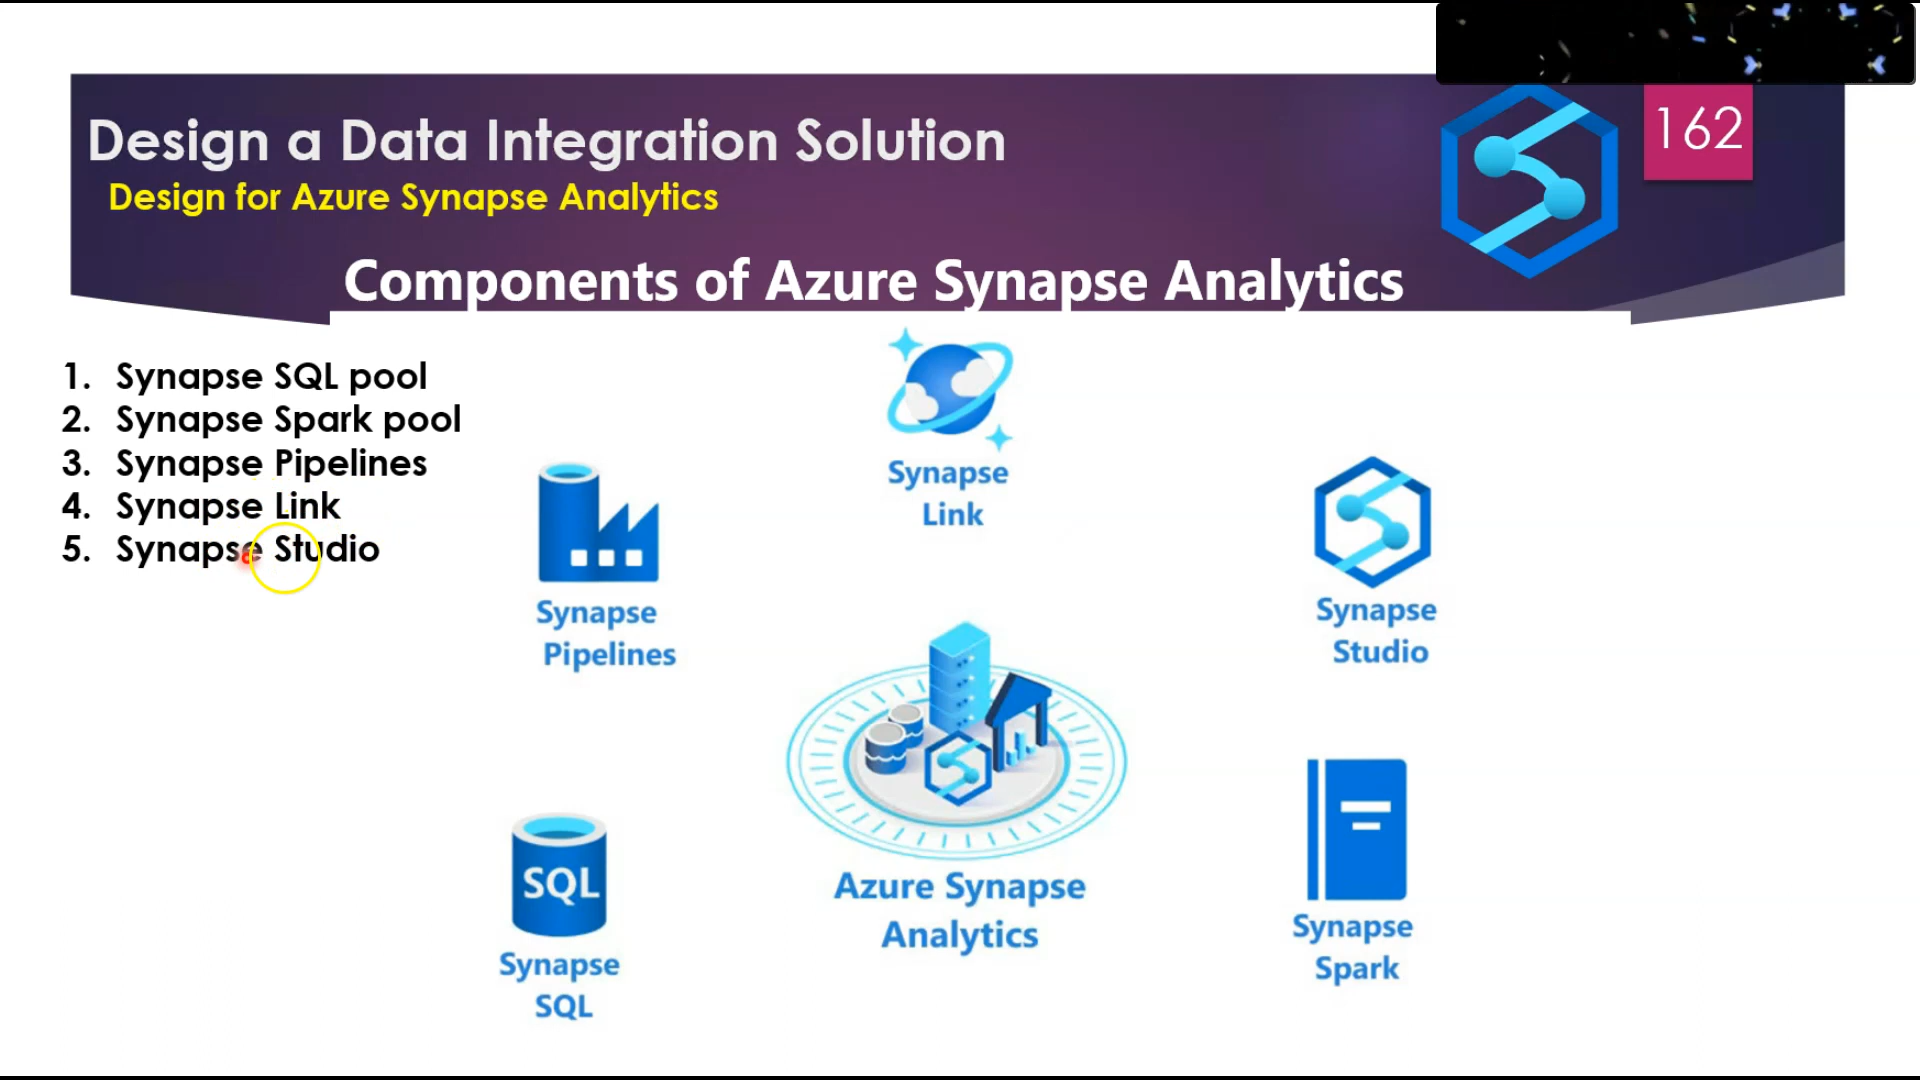 162
Design a Data Integration Solution
Design for Azure Synapse Analytics
Components of Azure Synapse Analytics
1. Synapse SQL pool
2. Synapse Spark pool
3. Synapse Pipelines
4. Synapse Link
5. Synapse Studio
Synapse
Link
Synapse
Pipelines
Synapse
Studio
Azure Synapse
Analytics
SQL
Synapse
SQL
Synapse
Spark